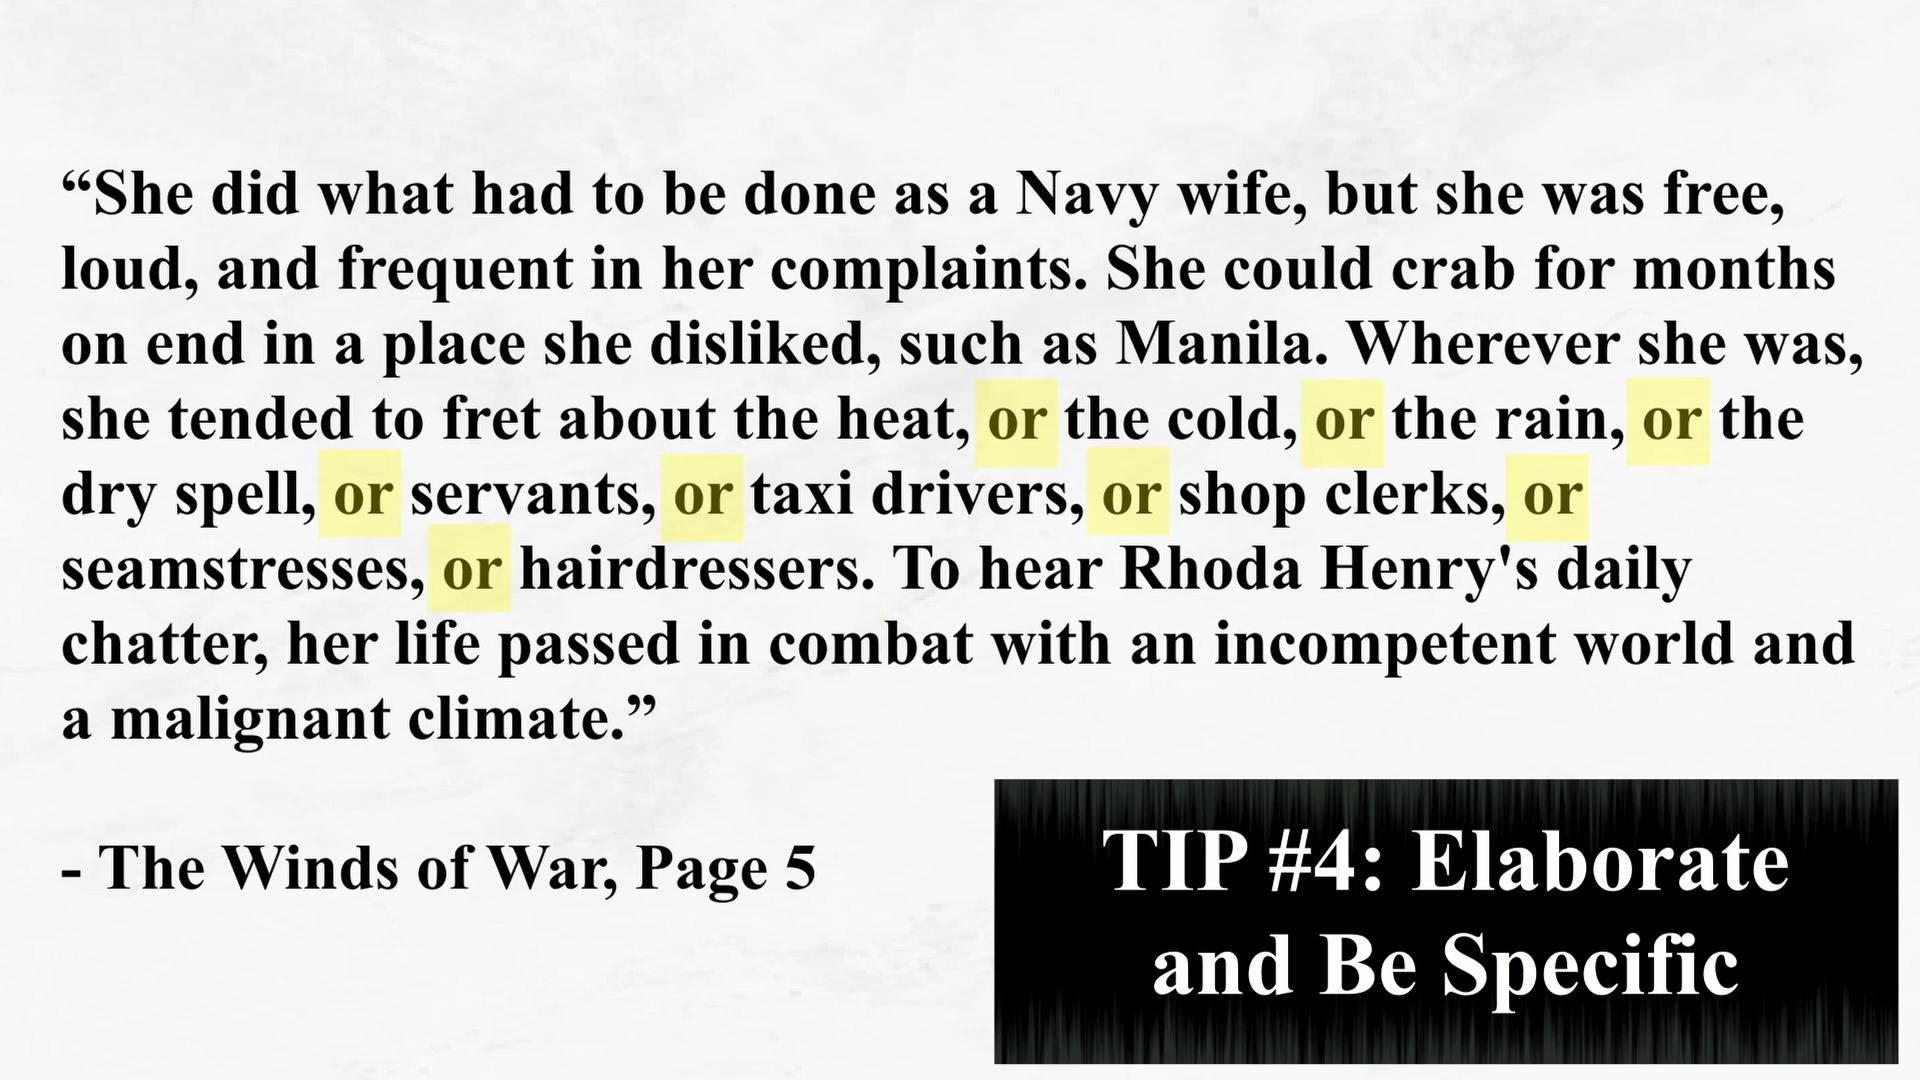 “She did what had to be done as a Navy wife, but she was free,
loud, and frequent in her complaints. She could crab for months
on end in a place she disliked, such as Manila. Wherever she was,
she tended to fret about the heat, or the cold, or the rain, or the
dry spell, or servants, or taxi drivers, or shop clerks, or
seamstresses, or hairdressers. To hear Rhoda Henry's daily
chatter, her life passed in combat with an incompetent world and
a malignant climate.”
- The Winds of War, Page 5
TIP #4: Elaborate
and Be Specific